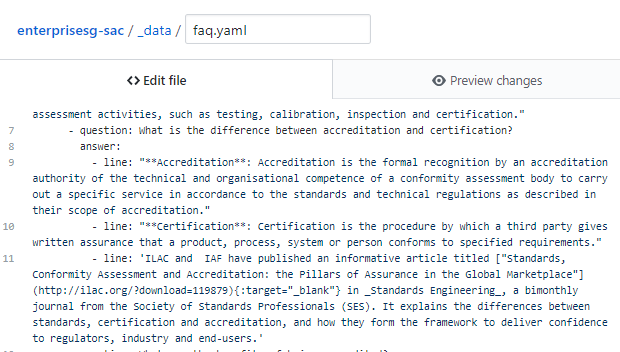 enterprisesg-sac / _data / faq.yaml
<> Edit file Preview changes
assessment activities, such as testing, calibration, inspection and certification."
7 - question: What is the difference between accreditation and certification?
8 answer:
9 - line: "**Accreditation**: Accreditation is the formal recognition by an accreditation
authority of the technical and organisational competence of a conformity assessment body to carry
out a specific service in accordance to the standards and technical regulations as described in
their scope of accreditation."
10 - line: "**Certification**: Certification is the procedure by which a third party gives
written assurance that a product, process, system or person conforms to specified requirements."
11 - line: 'ILAC and  IAF have published an informative article titled ["Standards,
Conformity Assessment and Accreditation: the Pillars of Assurance in the Global Marketplace"]
(http://ilac.org/?download=119879){:target="_blank"} in _Standards Engineering_, a bimonthly
journal from the Society of Standards Professionals (SES). It explains the differences between
standards, certification and accreditation, and how they form the framework to deliver confidence
to regulators, industry and end-users.'